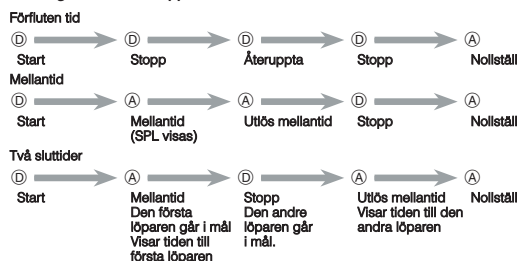 Förfluten tid
Ⓓ Ⓓ Ⓓ Ⓓ Ⓐ
Start Stopp Återuppta Stopp Nollställ
Mellantid
Ⓓ Ⓐ Ⓐ Ⓓ Ⓐ
Start Mellantid Utlös mellantid Stopp Nollställ
(SPL visas)
Två sluttider
Ⓓ Ⓐ Ⓓ Ⓐ Ⓐ
Start Mellantid Stopp Utlös mellantid Nollställ
Den första Den andre Visar tiden till den
löparen går i mål löparen går andra löparen
Visar tiden till i mål.
första löparen